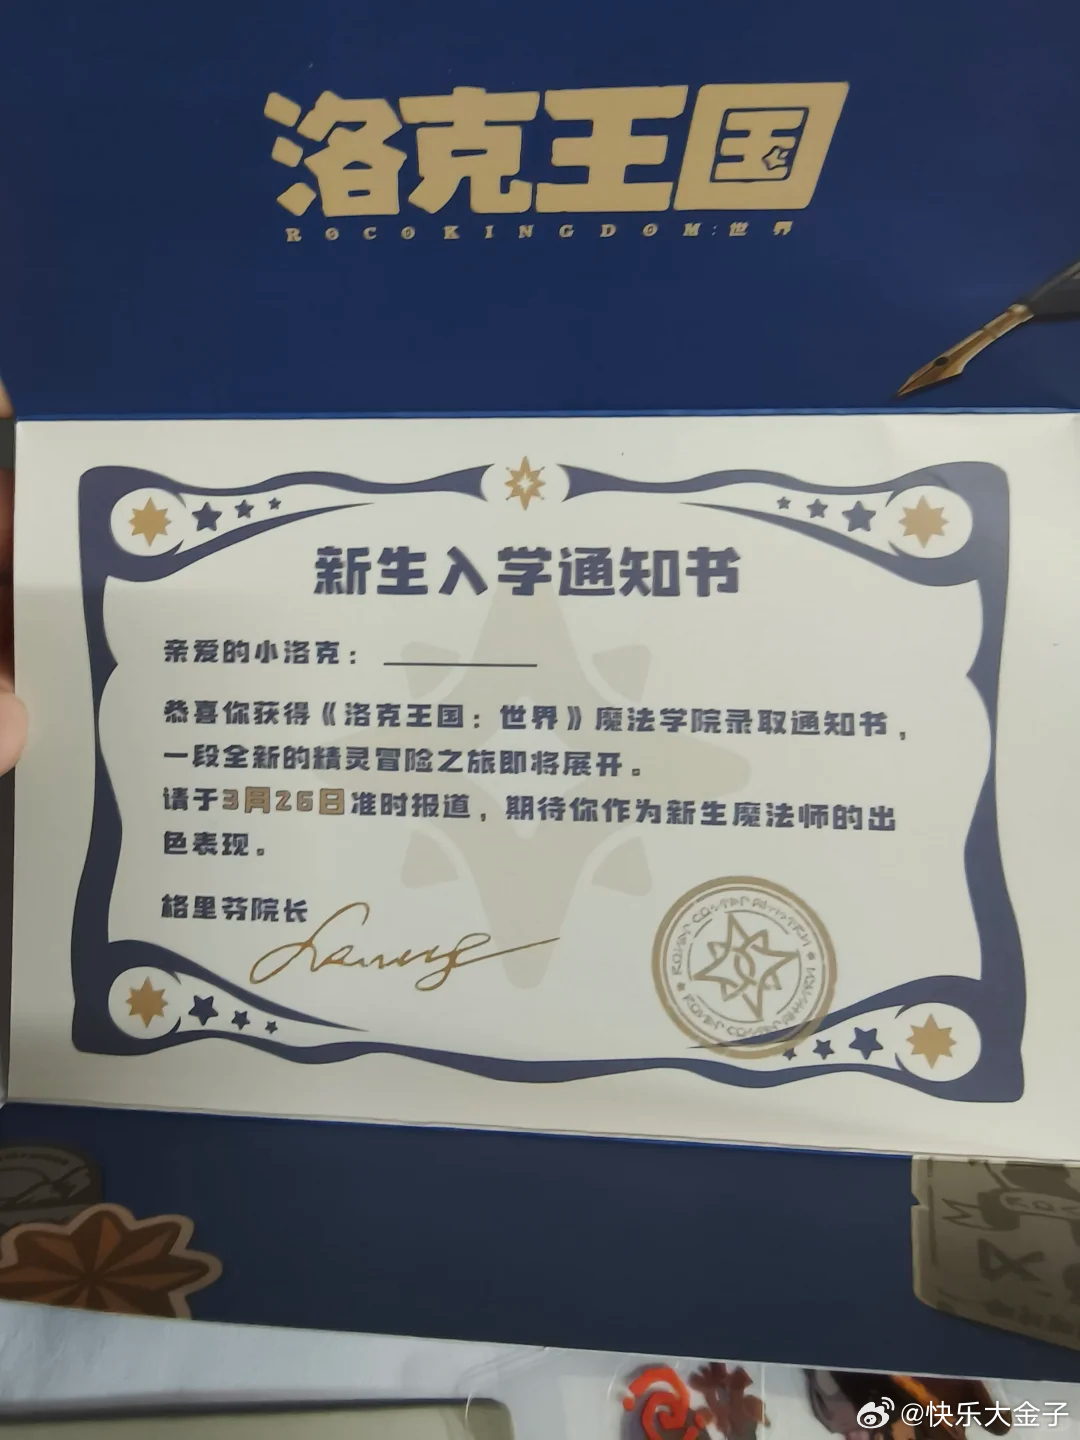 洛克王国
ROCOKINGDOM:世界
新生入学通知书
亲爱的小洛克：
恭喜你获得《洛克王国：世界》魔法学院录取通知书，
一段全新的精灵冒险之旅即将展开。
请于3月26日准时报道，期待你作为新生魔法师的出
色表现。
格里芬院长
@快乐大金子